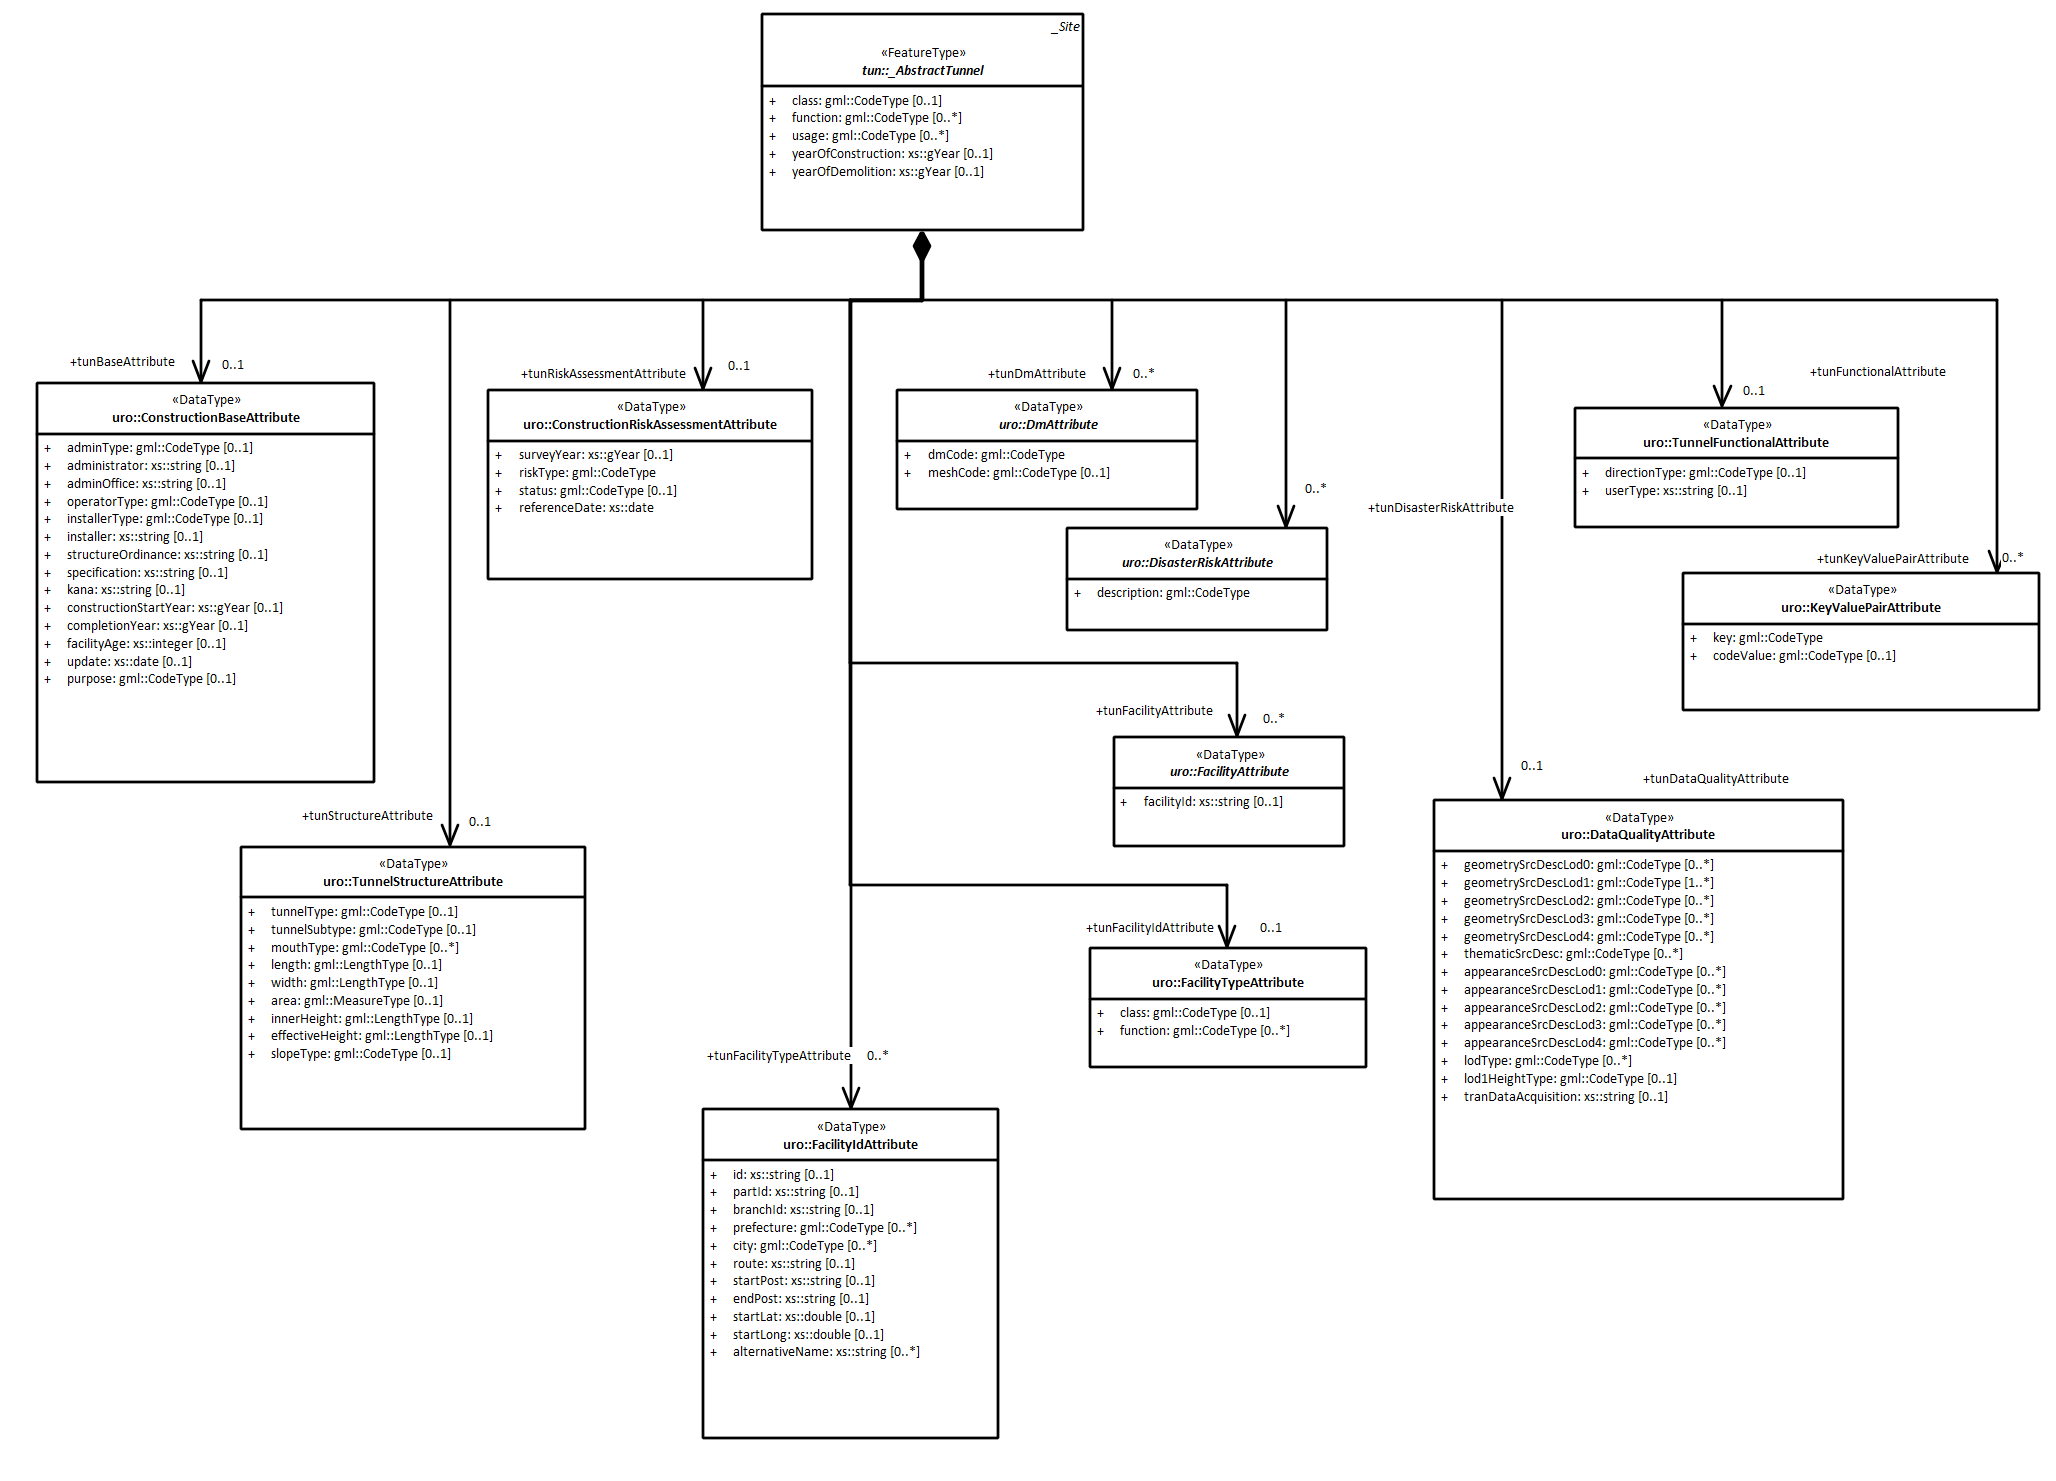 _Site
«FeatureType»
tun::_AbstractTunnel
+ class: gml::CodeType [0..1]
+ function: gml::CodeType [0..*]
+ usage: gml::CodeType [0..*]
+ yearOfConstruction: xs::gYear [0..1]
+ yearOfDemolition: xs::gYear [0..1]
+tunBaseAttribute 0..1
«DataType»
uro::ConstructionBaseAttribute
+ adminType: gml::CodeType [0..1]
+ administrator: xs::string [0..1]
+ adminOffice: xs::string [0..1]
+ operatorType: gml::CodeType [0..1]
+ installerType: gml::CodeType [0..1]
+ installer: xs::string [0..1]
+ structureOrdinance: xs::string [0..1]
+ specification: xs::string [0..1]
+ kana: xs::string [0..1]
+ constructionStartYear: xs::gYear [0..1]
+ completionYear: xs::gYear [0..1]
+ facilityAge: xs::integer [0..1]
+ update: xs::date [0..1]
+ purpose: gml::CodeType [0..1]
+tunRiskAssessmentAttribute 0..1
«DataType»
uro::ConstructionRiskAssessmentAttribute
+ surveyYear: xs::gYear [0..1]
+ riskType: gml::CodeType
+ status: gml::CodeType [0..1]
+ referenceDate: xs::date
+tunDmAttribute 0..*
«DataType»
uro::DmAttribute
+ dmCode: gml::CodeType
+ meshCode: gml::CodeType [0..1]
0..*
+tunDisasterRiskAttribute
«DataType»
uro::DisasterRiskAttribute
+ description: gml::CodeType
+tunFunctionalAttribute
0..1
«DataType»
uro::TunnelFunctionalAttribute
+ directionType: gml::CodeType [0..1]
+ userType: xs::string [0..1]
+tunKeyValuePairAttribute 0..*
«DataType»
uro::KeyValuePairAttribute
+ key: gml::CodeType
+ codeValue: gml::CodeType [0..1]
+tunFacilityAttribute 0..*
«DataType»
uro::FacilityAttribute
+ facilityId: xs::string [0..1]
0..1
+tunDataQualityAttribute
«DataType»
uro::DataQualityAttribute
+ geometrySrcDescLod0: gml::CodeType [0..*]
+ geometrySrcDescLod1: gml::CodeType [1..*]
+ geometrySrcDescLod2: gml::CodeType [0..*]
+ geometrySrcDescLod3: gml::CodeType [0..*]
+ geometrySrcDescLod4: gml::CodeType [0..*]
+ thematicSrcDesc: gml::CodeType [0..*]
+ appearanceSrcDescLod0: gml::CodeType [0..*]
+ appearanceSrcDescLod1: gml::CodeType [0..*]
+ appearanceSrcDescLod2: gml::CodeType [0..*]
+ appearanceSrcDescLod3: gml::CodeType [0..*]
+ appearanceSrcDescLod4: gml::CodeType [0..*]
+ lodType: gml::CodeType [0..*]
+ lod1HeightType: gml::CodeType [0..1]
+ tranDataAcquisition: xs::string [0..1]
+tunStructureAttribute 0..1
«DataType»
uro::TunnelStructureAttribute
+ tunnelType: gml::CodeType [0..1]
+ tunnelSubtype: gml::CodeType [0..1]
+ mouthType: gml::CodeType [0..*]
+ length: gml::LengthType [0..1]
+ width: gml::LengthType [0..1]
+ area: gml::MeasureType [0..1]
+ innerHeight: gml::LengthType [0..1]
+ effectiveHeight: gml::LengthType [0..1]
+ slopeType: gml::CodeType [0..1]
+tunFacilityIdAttribute 0..1
«DataType»
uro::FacilityTypeAttribute
+ class: gml::CodeType [0..1]
+ function: gml::CodeType [0..*]
+tunFacilityTypeAttribute 0..*
«DataType»
uro::FacilityIdAttribute
+ id: xs::string [0..1]
+ partId: xs::string [0..1]
+ branchId: xs::string [0..1]
+ prefecture: gml::CodeType [0..*]
+ city: gml::CodeType [0..*]
+ route: xs::string [0..1]
+ startPost: xs::string [0..1]
+ endPost: xs::string [0..1]
+ startLat: xs::double [0..1]
+ startLong: xs::double [0..1]
+ alternativeName: xs::string [0..*]